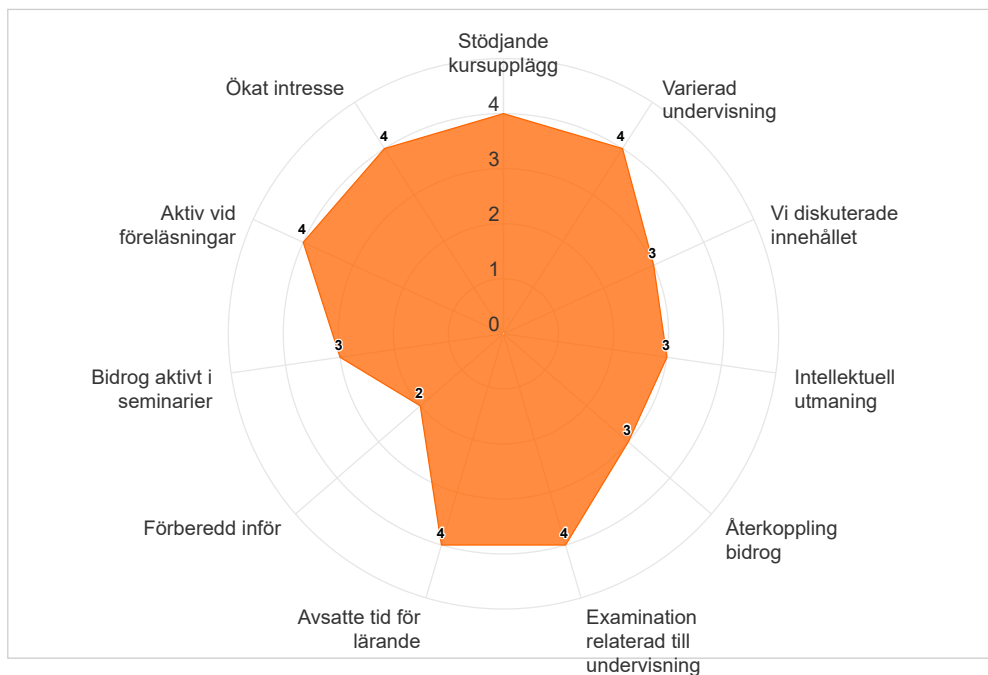 Stödjande
kursupplägg
Ökat intresse
Varierad
undervisning
4
4
4
3
Aktiv vid
föreläsningar
Vi diskuterade
innehållet
4
2
3
1
0
3
3
Bidrog aktivt i
seminarier
Intellektuell
utmaning
2
3
Förberedd inför
Återkoppling
bidrog
4
4
Avsatte tid för
lärande
Examination
relaterad till
undervisning